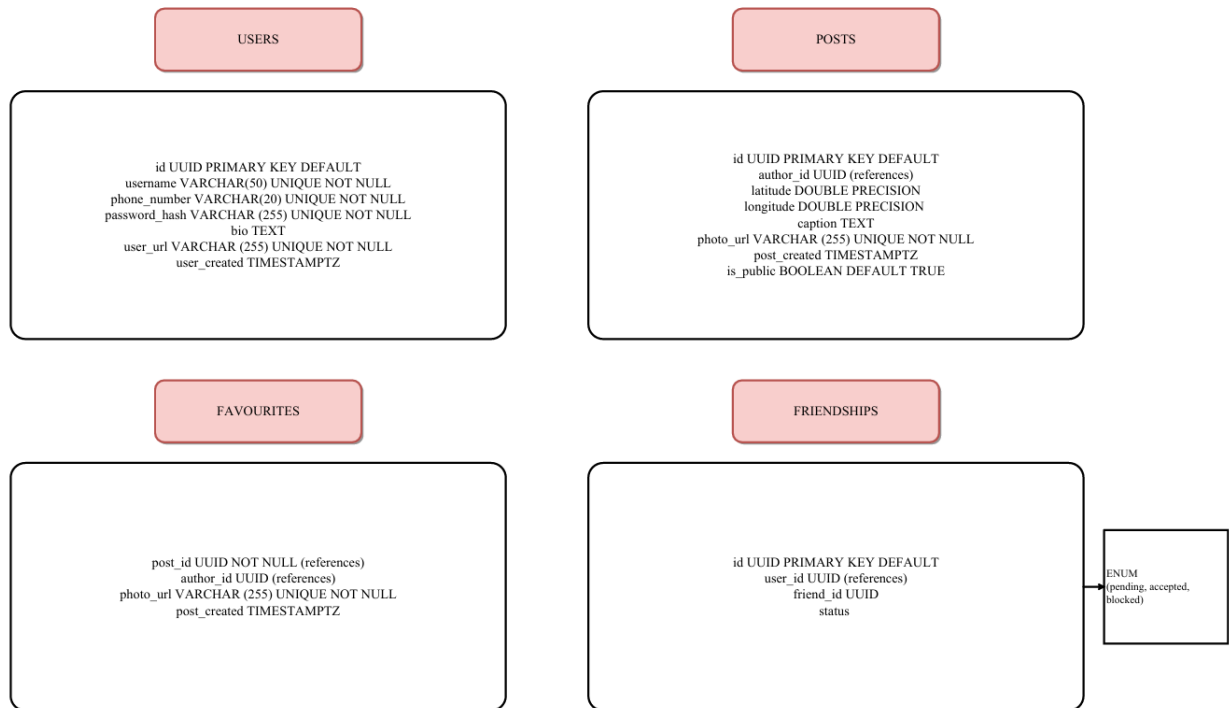 USERS
id UUID PRIMARY KEY DEFAULT
username VARCHAR(50) UNIQUE NOT NULL
phone_number VARCHAR(20) UNIQUE NOT NULL
password_hash VARCHAR (255) UNIQUE NOT NULL
bio TEXT
user_url VARCHAR (255) UNIQUE NOT NULL
user_created TIMESTAMPTZ
POSTS
id UUID PRIMARY KEY DEFAULT
author_id UUID (references)
latitude DOUBLE PRECISION
longitude DOUBLE PRECISION
caption TEXT
photo_url VARCHAR (255) UNIQUE NOT NULL
post_created TIMESTAMPTZ
is_public BOOLEAN DEFAULT TRUE
FAVOURITES
post_id UUID NOT NULL (references)
author_id UUID (references)
photo_url VARCHAR (255) UNIQUE NOT NULL
post_created TIMESTAMPTZ
FRIENDSHIPS
id UUID PRIMARY KEY DEFAULT
user_id UUID (references)
friend_id UUID
status
ENUM
(pending, accepted,
blocked)